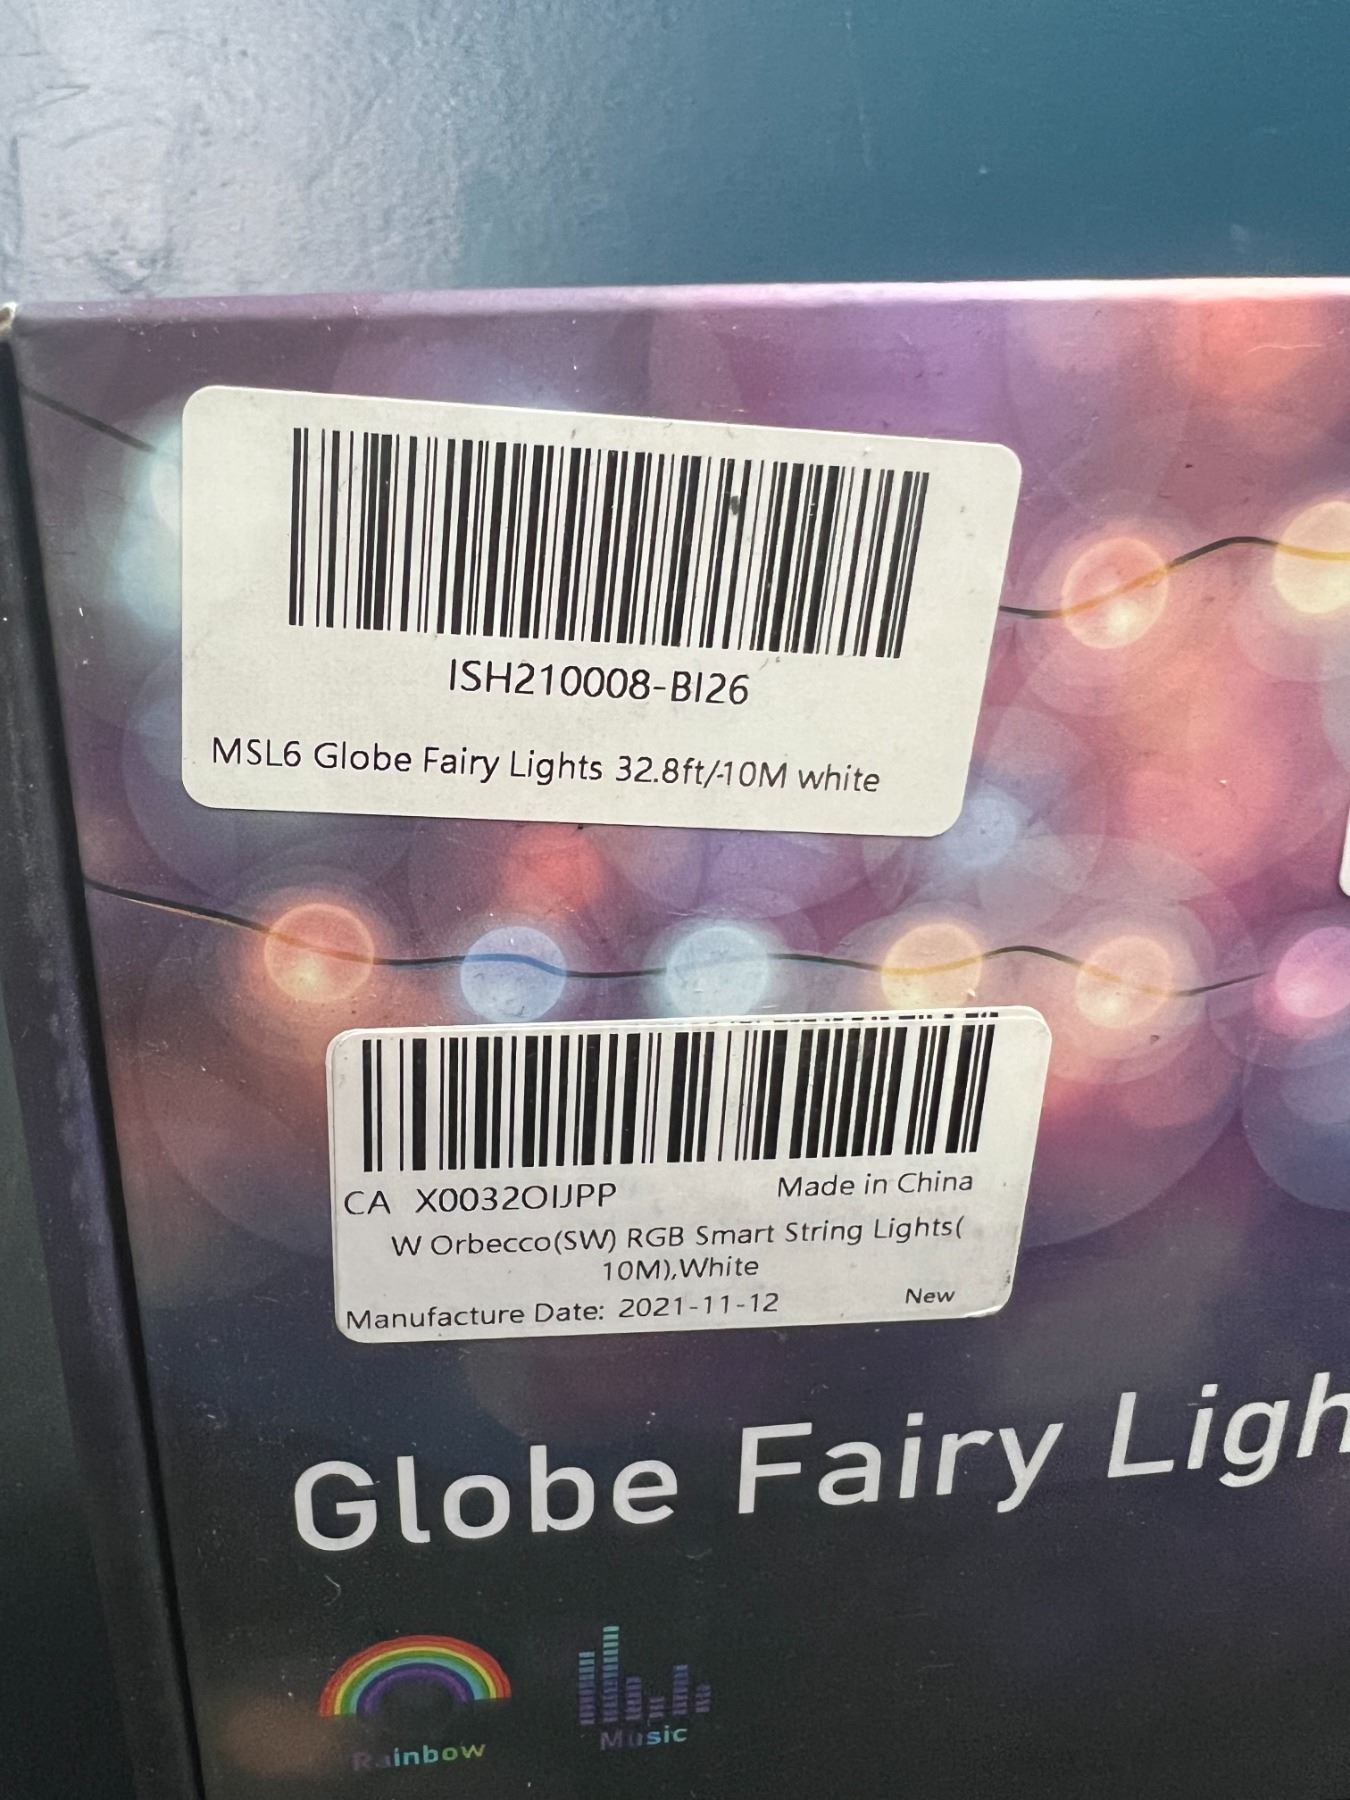 ISH210008-BI26
MSL6 Globe Fairy Lights 32.8ft/10M white
CA X0032OIJPP Made in China
W Orbecco(SW) RGB Smart String Lights(
10M),White
Manufacture Date: 2021-11-12 New
Globe Fairy Ligh
Rainbow Music